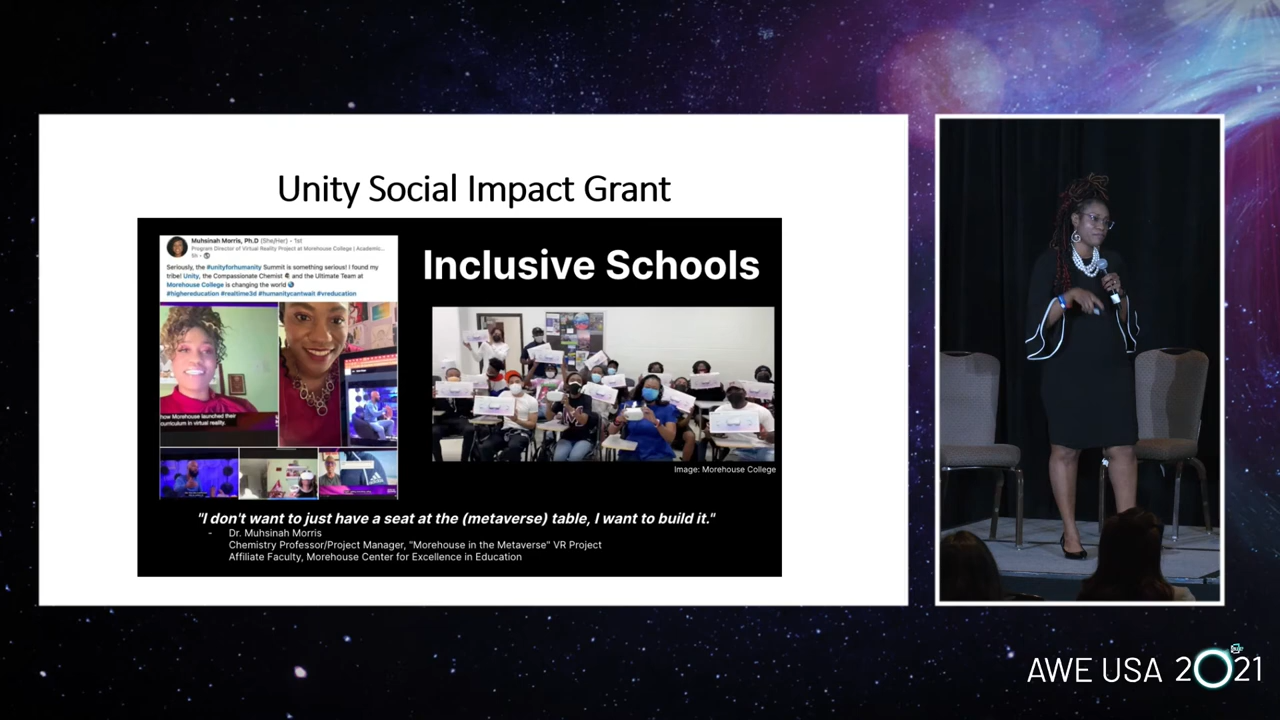 Unity Social Impact Grant
Muhsinah Morris, Ph.D (She/Her) • 1st
Program Director of Virtual Reality Project at Morehouse College | Academic...
Seriously, the #unityforhumanity Summit is something serious! I found my
tribe! Unity, the Compassionate Chemist and the Ultimate Team at
Morehouse College is changing the world
#highereducation #realtime3d #humanitycantwait #vreducation
how Morehouse launched their
curriculum in virtual reality.
Inclusive Schools
Image: Morehouse College
"I don't want to just have a seat at the (metaverse) table, I want to build it."
- Dr. Muhsinah Morris
Chemistry Professor/Project Manager, "Morehouse in the Metaverse" VR Project
Affiliate Faculty, Morehouse Center for Excellence in Education
AWE USA 2021